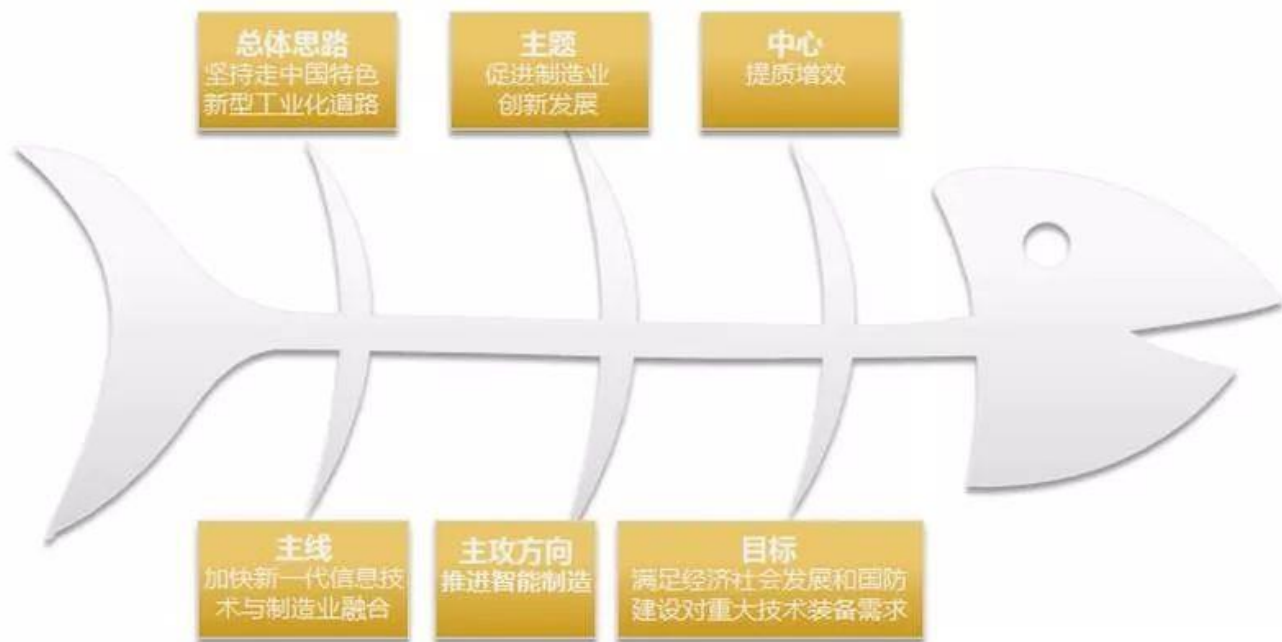 总体思路
坚持走中国特色
新型工业化道路
主题
促进制造业
创新发展
中心
提质增效
主线
加快新一代信息技
术与制造业融合
主攻方向
推进智能制造
目标
满足经济社会发展和国防
建设对重大技术装备需求